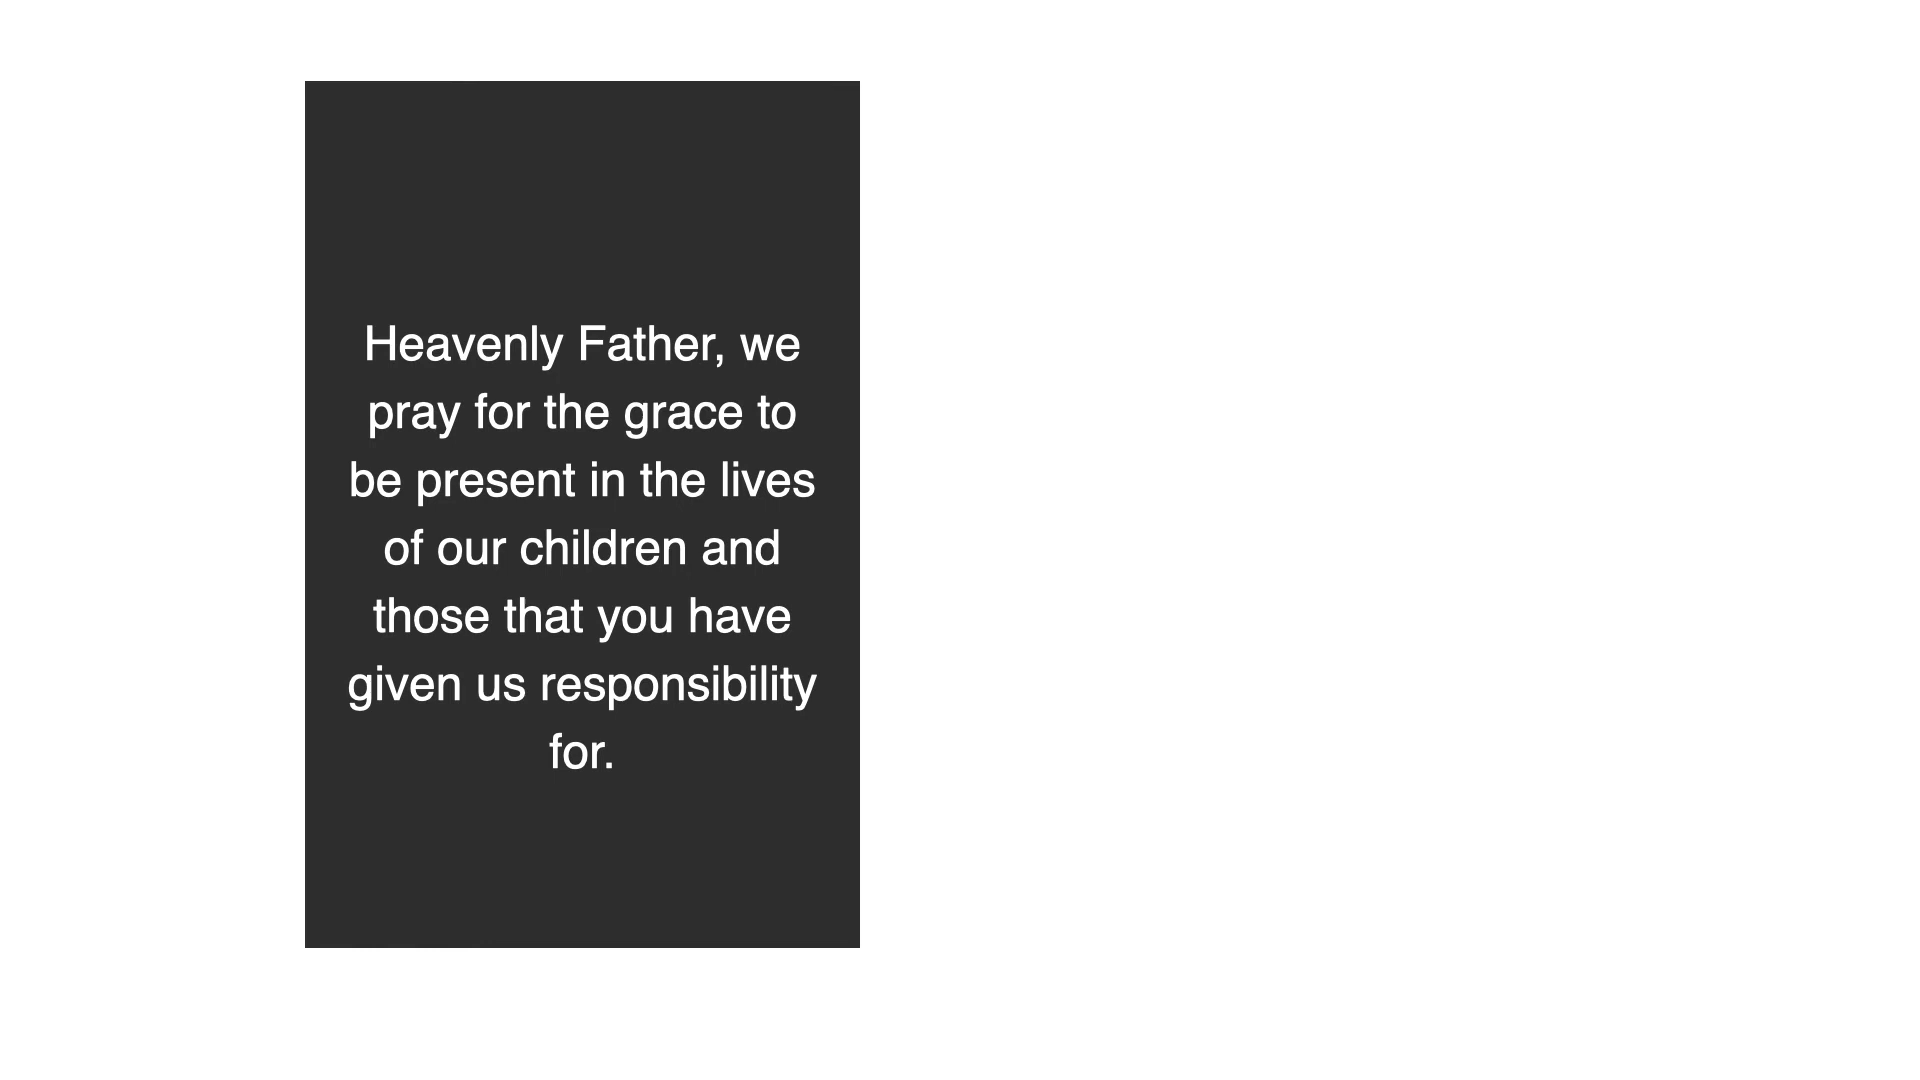 Heavenly Father, we
pray for the grace to
be present in the lives
of our children and
those that you have
given us responsibility
for.